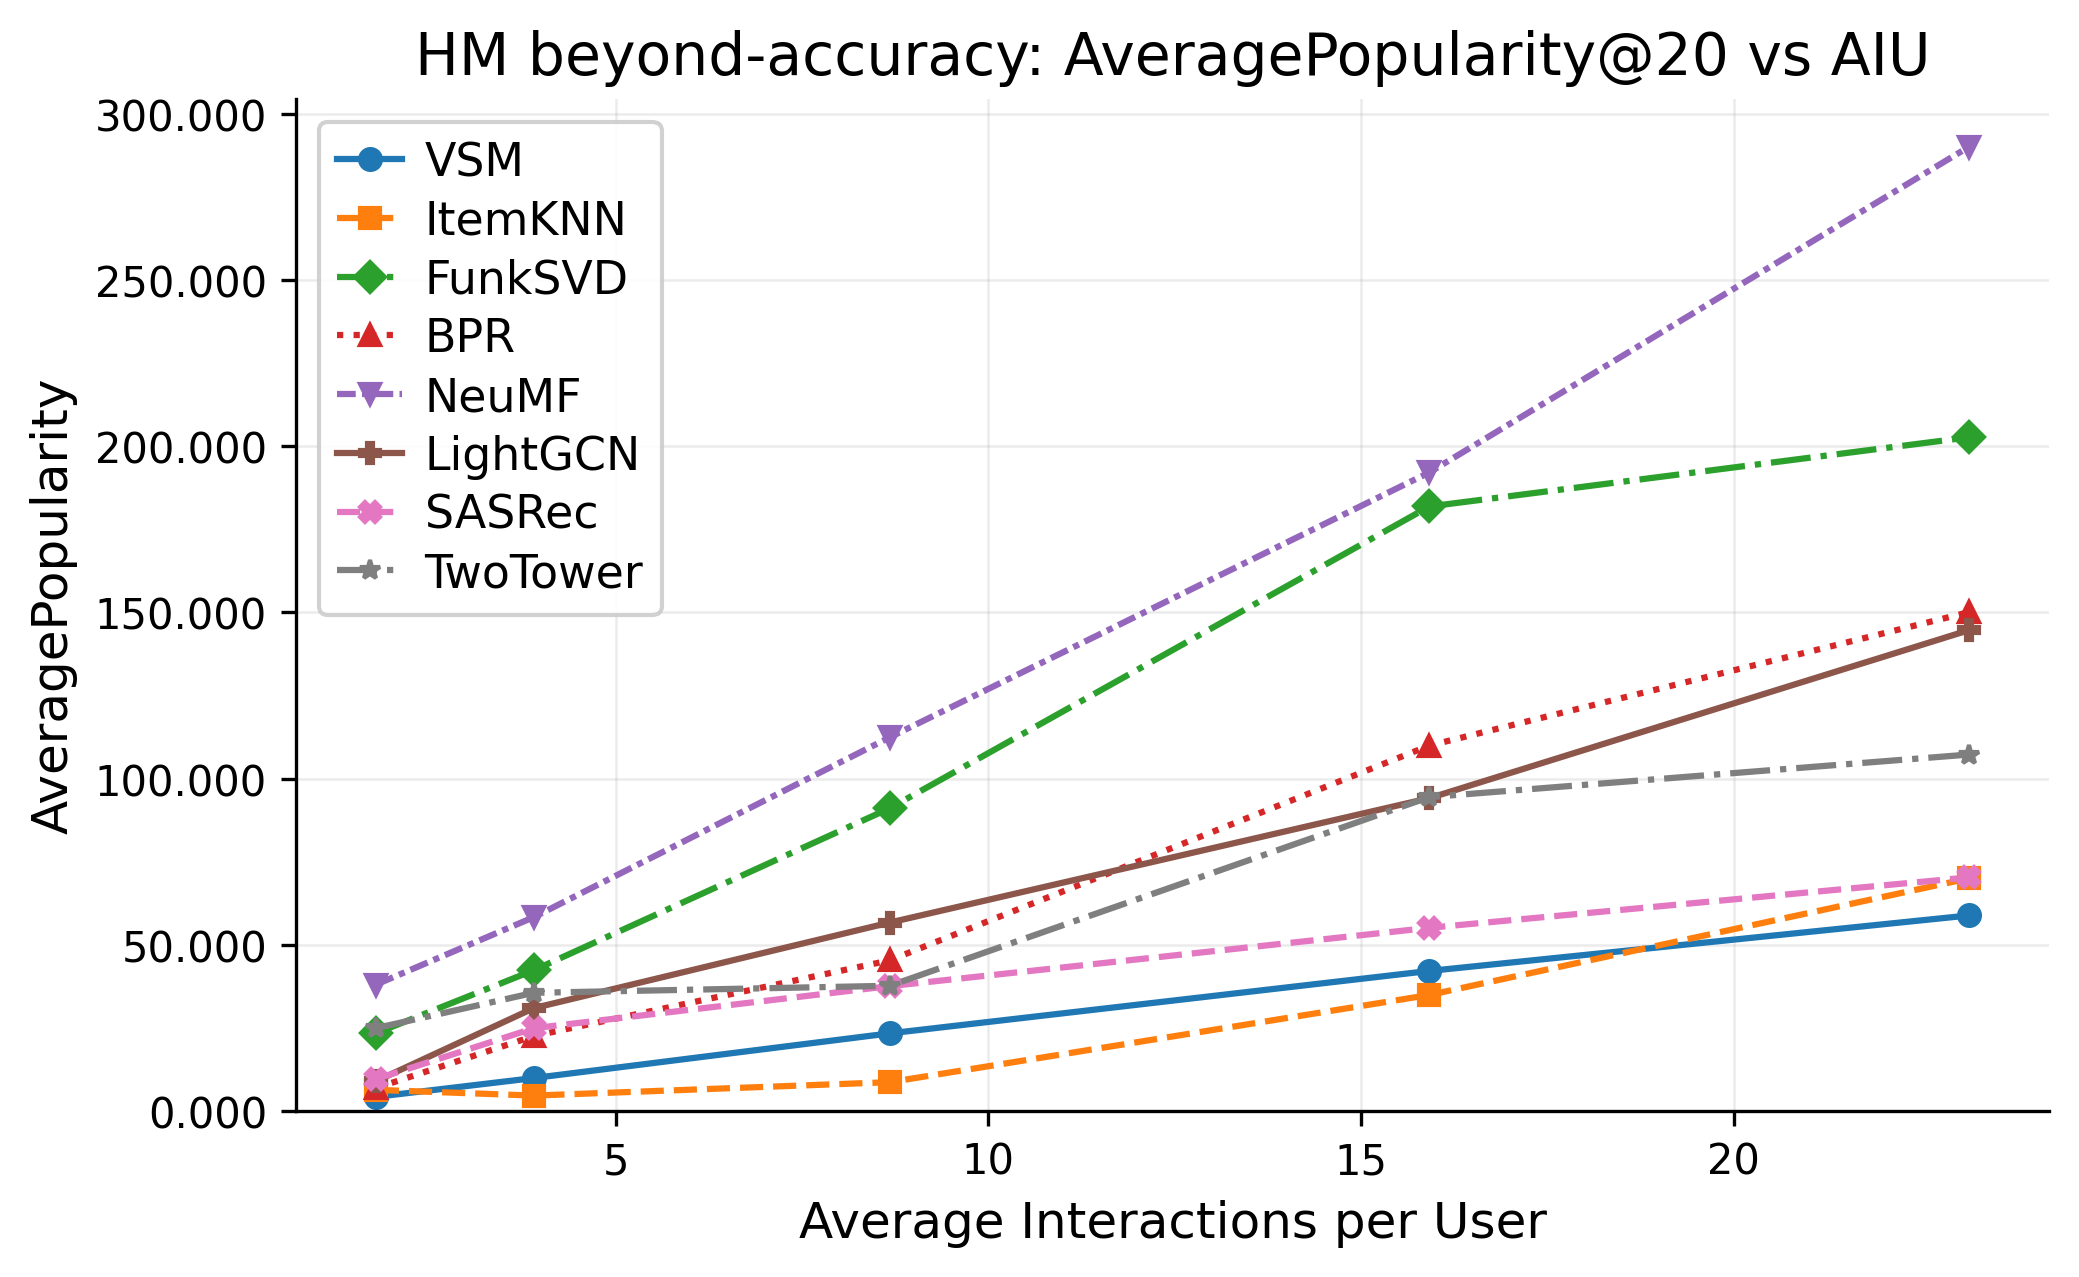 HM beyond-accuracy: AveragePopularity@20 vs AIU
300.000
250.000
200.000
150.000
100.000
50.000
0.000
AveragePopularity
VSM
ItemKNN
FunkSVD
BPR
NeuMF
LightGCN
SASRec
TwoTower
5
10
15
20
Average Interactions per User